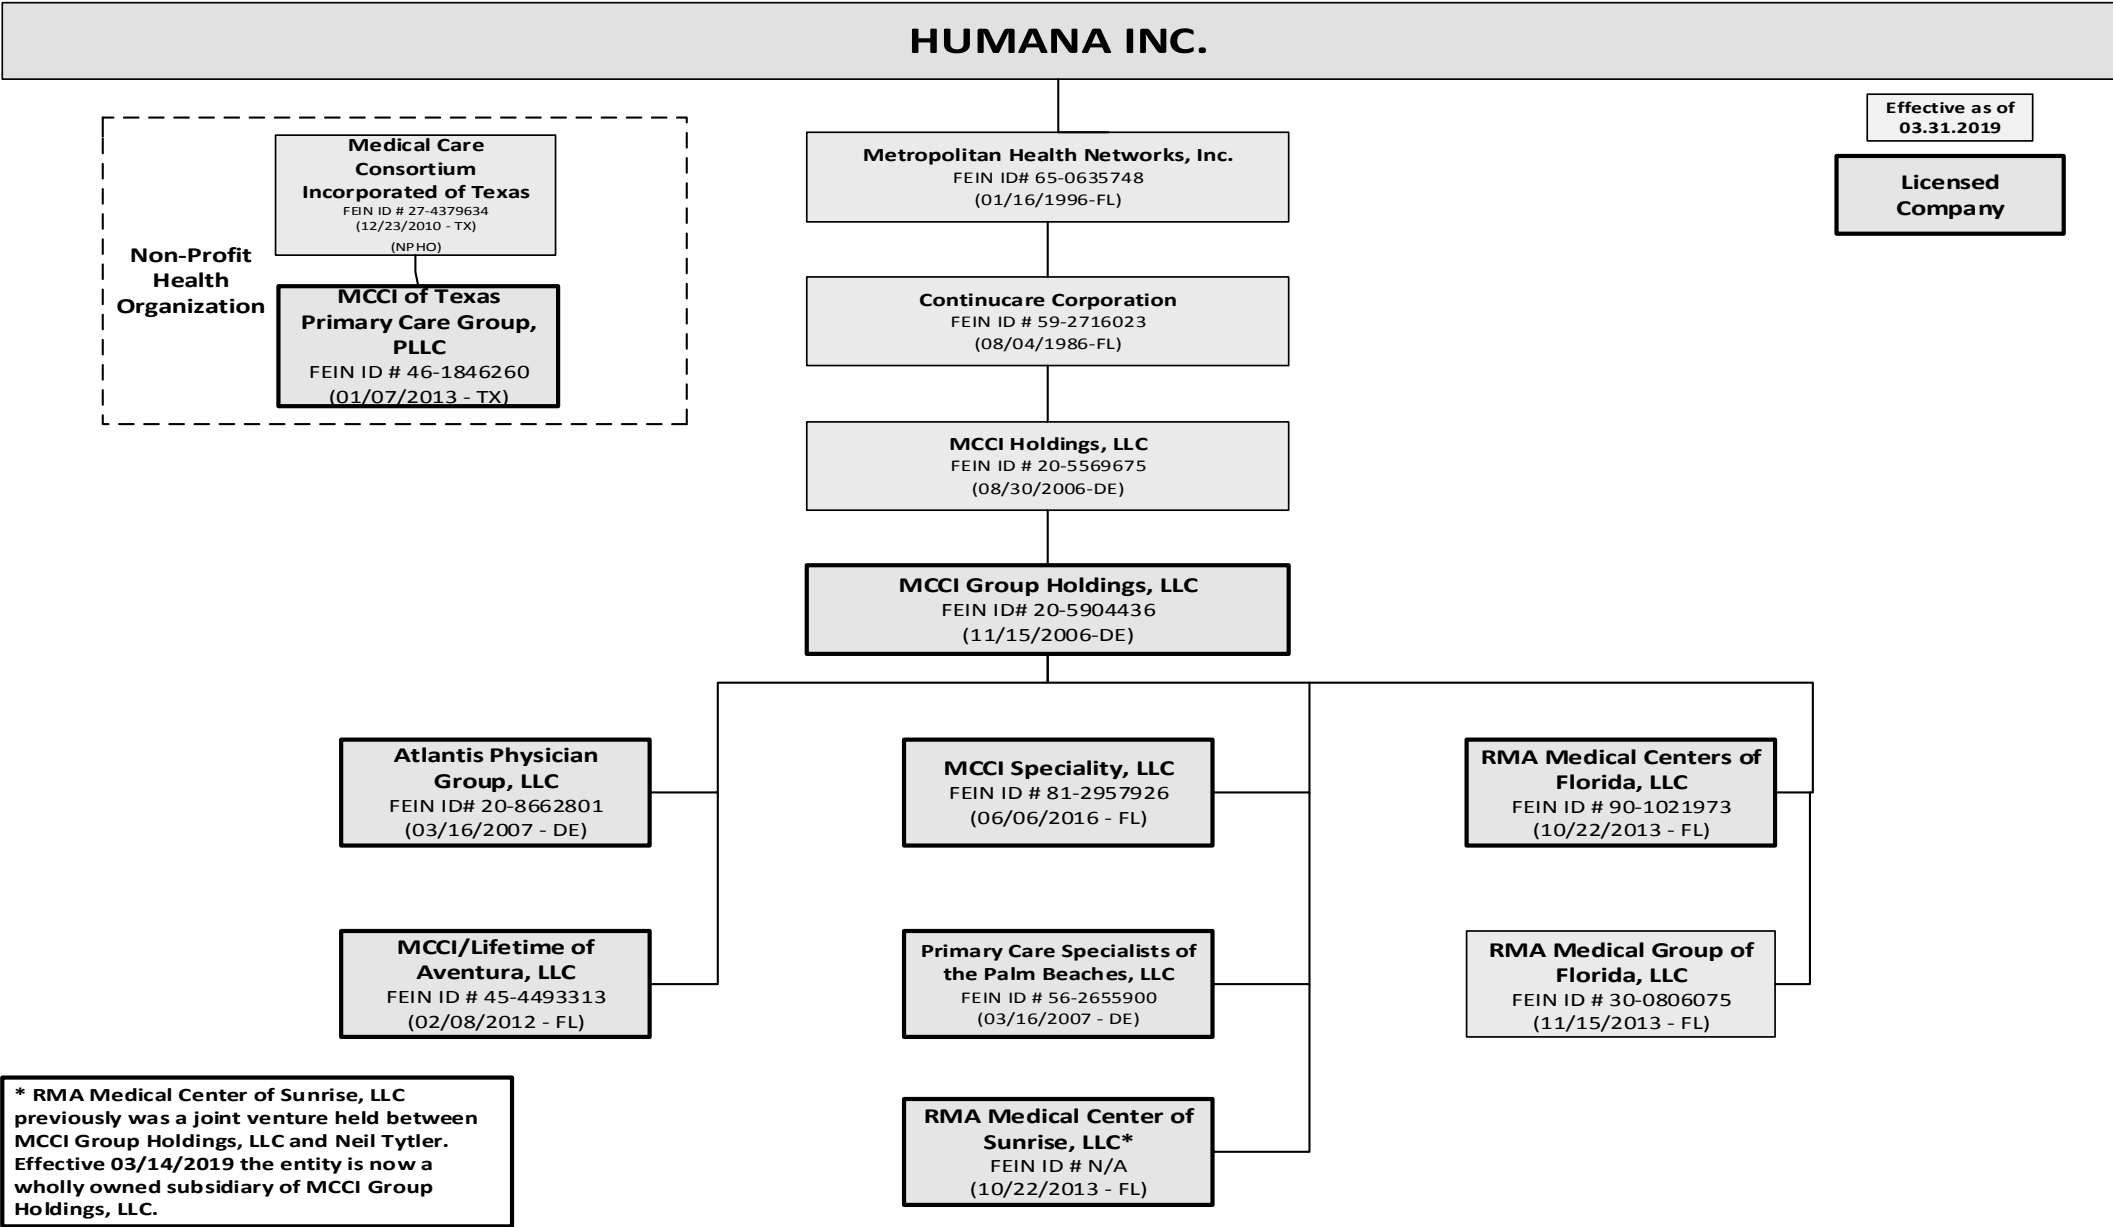 HUMANA INC.
Effective as of
03.31.2019
Licensed
Company
Non-Profit
Health
Organization
Medical Care
Consortium
Incorporated of Texas
FEIN ID # 27-4379634
(12/23/2010 - TX)
(NPHO)
MCCI of Texas
Primary Care Group,
PLLC
FEIN ID # 46-1846260
(01/07/2013 - TX)
Metropolitan Health Networks, Inc.
FEIN ID# 65-0635748
(01/16/1996-FL)
Continucare Corporation
FEIN ID # 59-2716023
(08/04/1986-FL)
MCCI Holdings, LLC
FEIN ID # 20-5569675
(08/30/2006-DE)
MCCI Group Holdings, LLC
FEIN ID# 20-5904436
(11/15/2006-DE)
Atlantis Physician
Group, LLC
FEIN ID# 20-8662801
(03/16/2007 - DE)
MCCI Speciality, LLC
FEIN ID # 81-2957926
(06/06/2016 - FL)
RMA Medical Centers of
Florida, LLC
FEIN ID # 90-1021973
(10/22/2013 - FL)
MCCI/Lifetime of
Aventura, LLC
FEIN ID # 45-4493313
(02/08/2012 - FL)
Primary Care Specialists of
the Palm Beaches, LLC
FEIN ID # 56-2655900
(03/16/2007 - DE)
RMA Medical Group of
Florida, LLC
FEIN ID # 30-0806075
(11/15/2013 - FL)
RMA Medical Center of
Sunrise, LLC*
FEIN ID # N/A
(10/22/2013 - FL)
* RMA Medical Center of Sunrise, LLC
previously was a joint venture held between
MCCI Group Holdings, LLC and Neil Tytler.
Effective 03/14/2019 the entity is now a
wholly owned subsidiary of MCCI Group
Holdings, LLC.